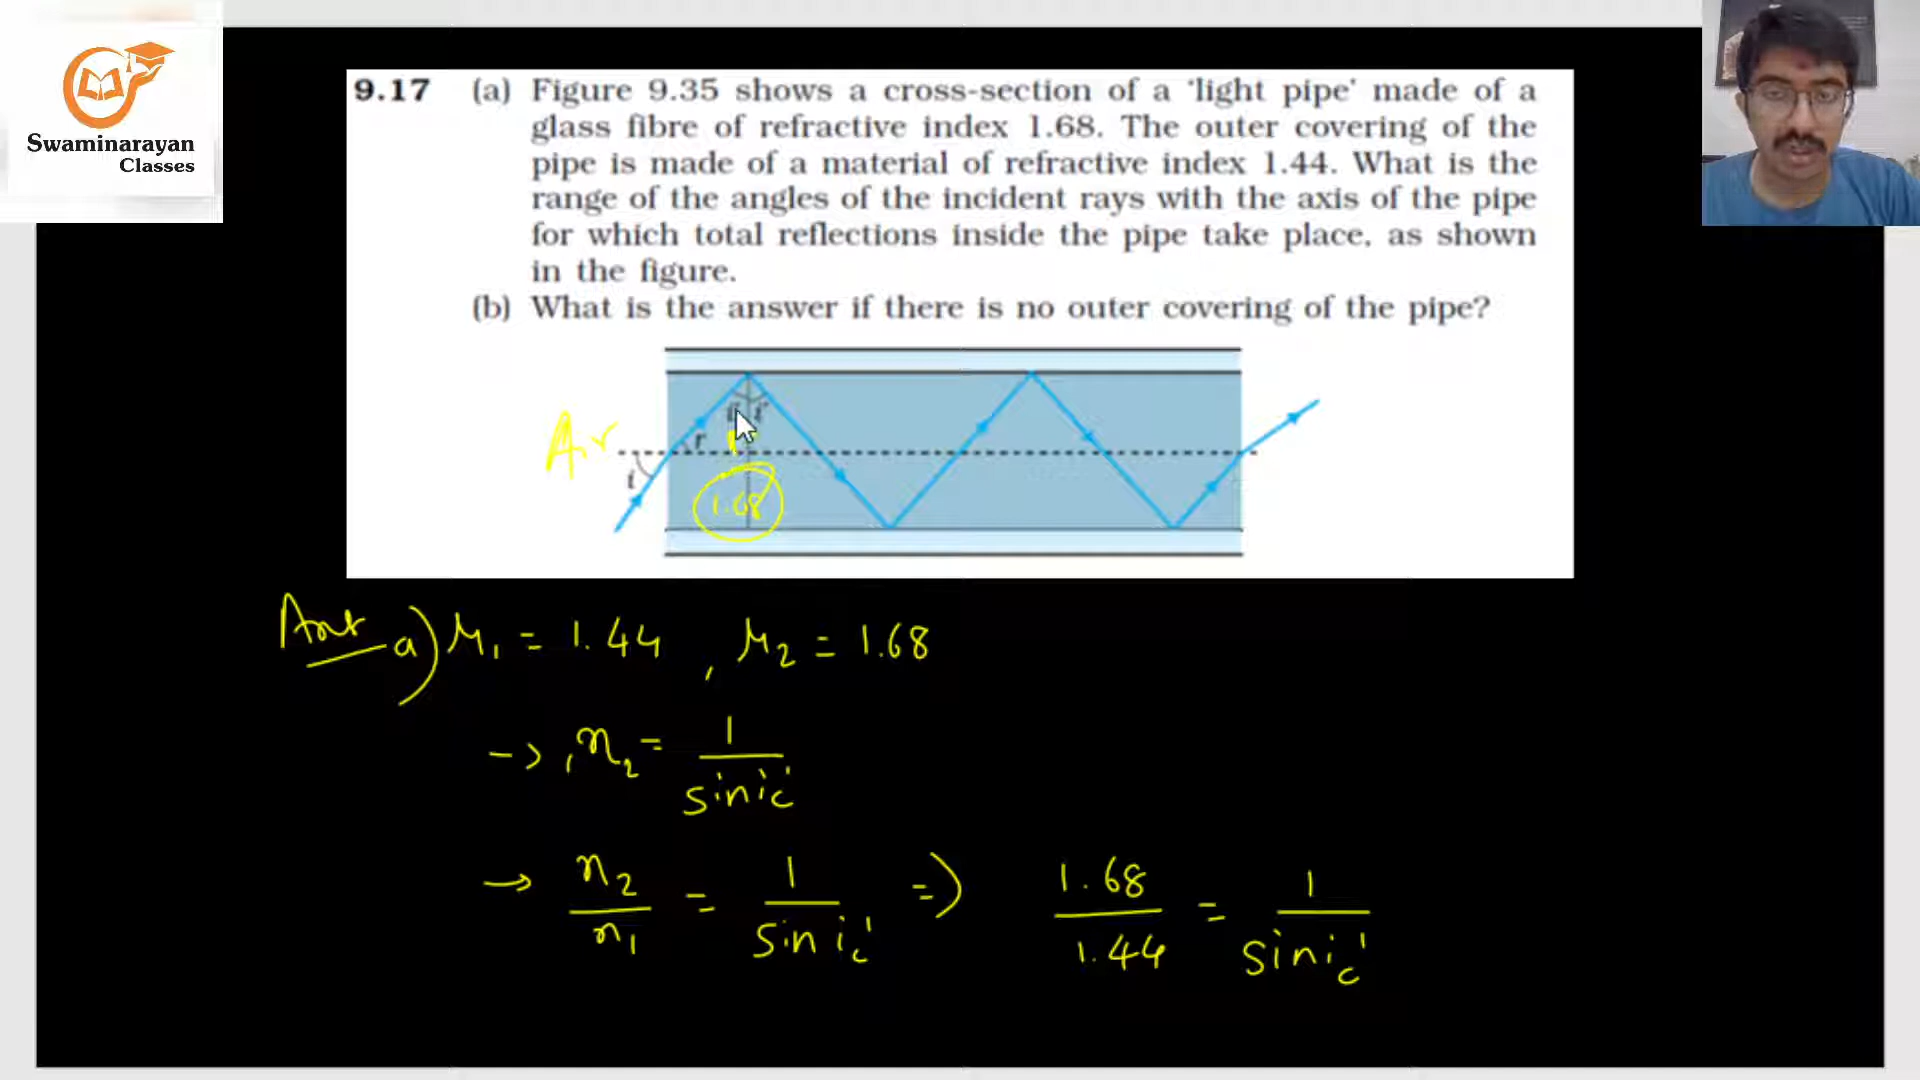 Swaminarayan
Classes
9.17 (a) Figure 9.35 shows a cross-section of a 'light pipe' made of a
glass fibre of refractive index 1.68. The outer covering of the
pipe is made of a material of refractive index 1.44. What is the
range of the angles of the incident rays with the axis of the pipe
for which total reflections inside the pipe take place, as shown
in the figure.
(b) What is the answer if there is no outer covering of the pipe?
Air
i' i'
r
i
1.68
Ans a) μ₁ = 1.44 , μ₂ = 1.68
→ ₁n₂ = 1 / sin i'c
→ n₂ / n₁ = 1 / sin i'c ⇒ 1.68 / 1.44 = 1 / sin i'c